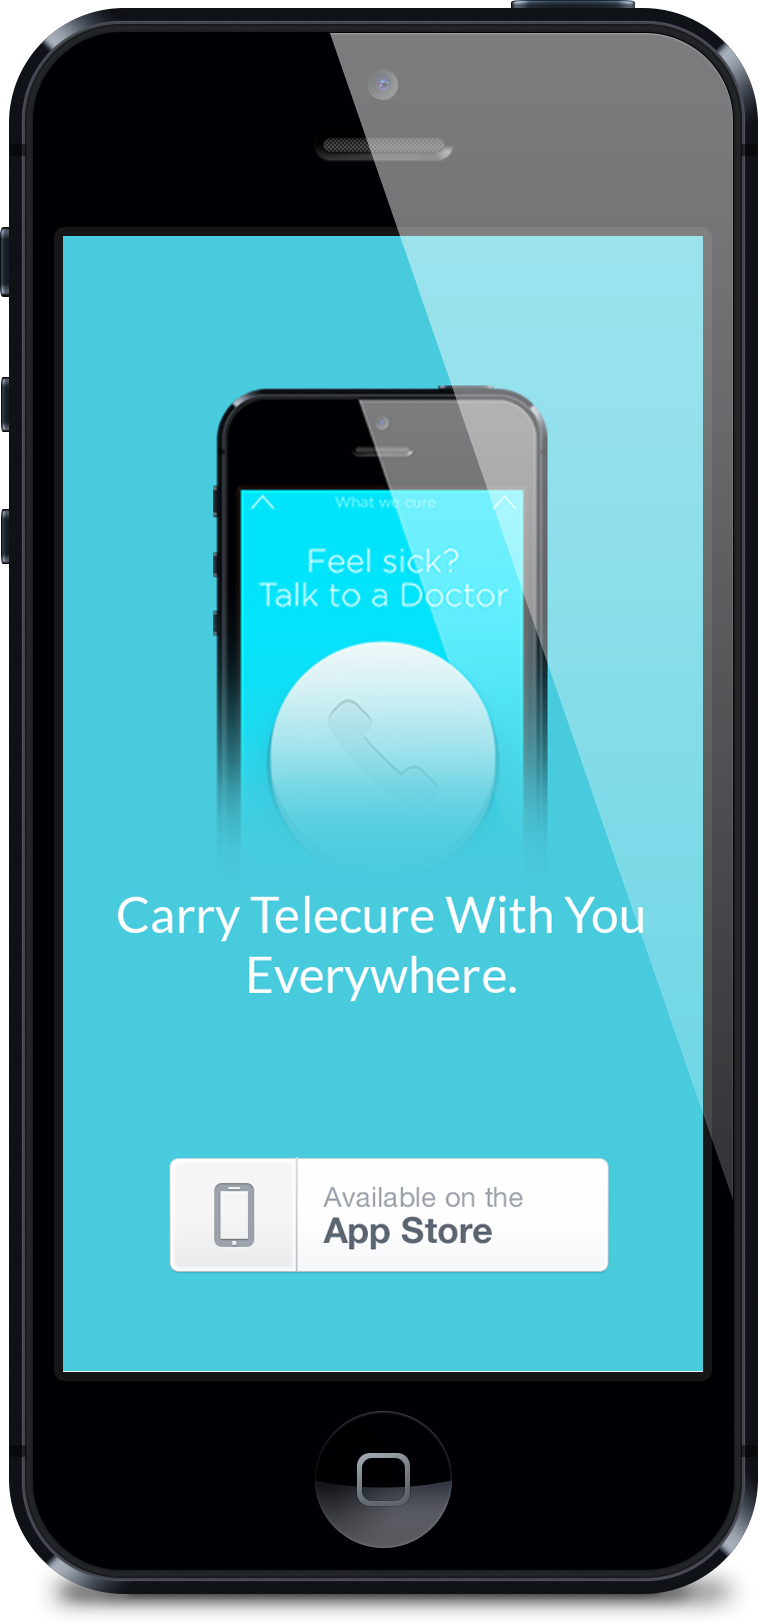 What we cure
Feel sick?
Talk to a Doctor
Carry Telecure With You
Everywhere.
Available on the
App Store